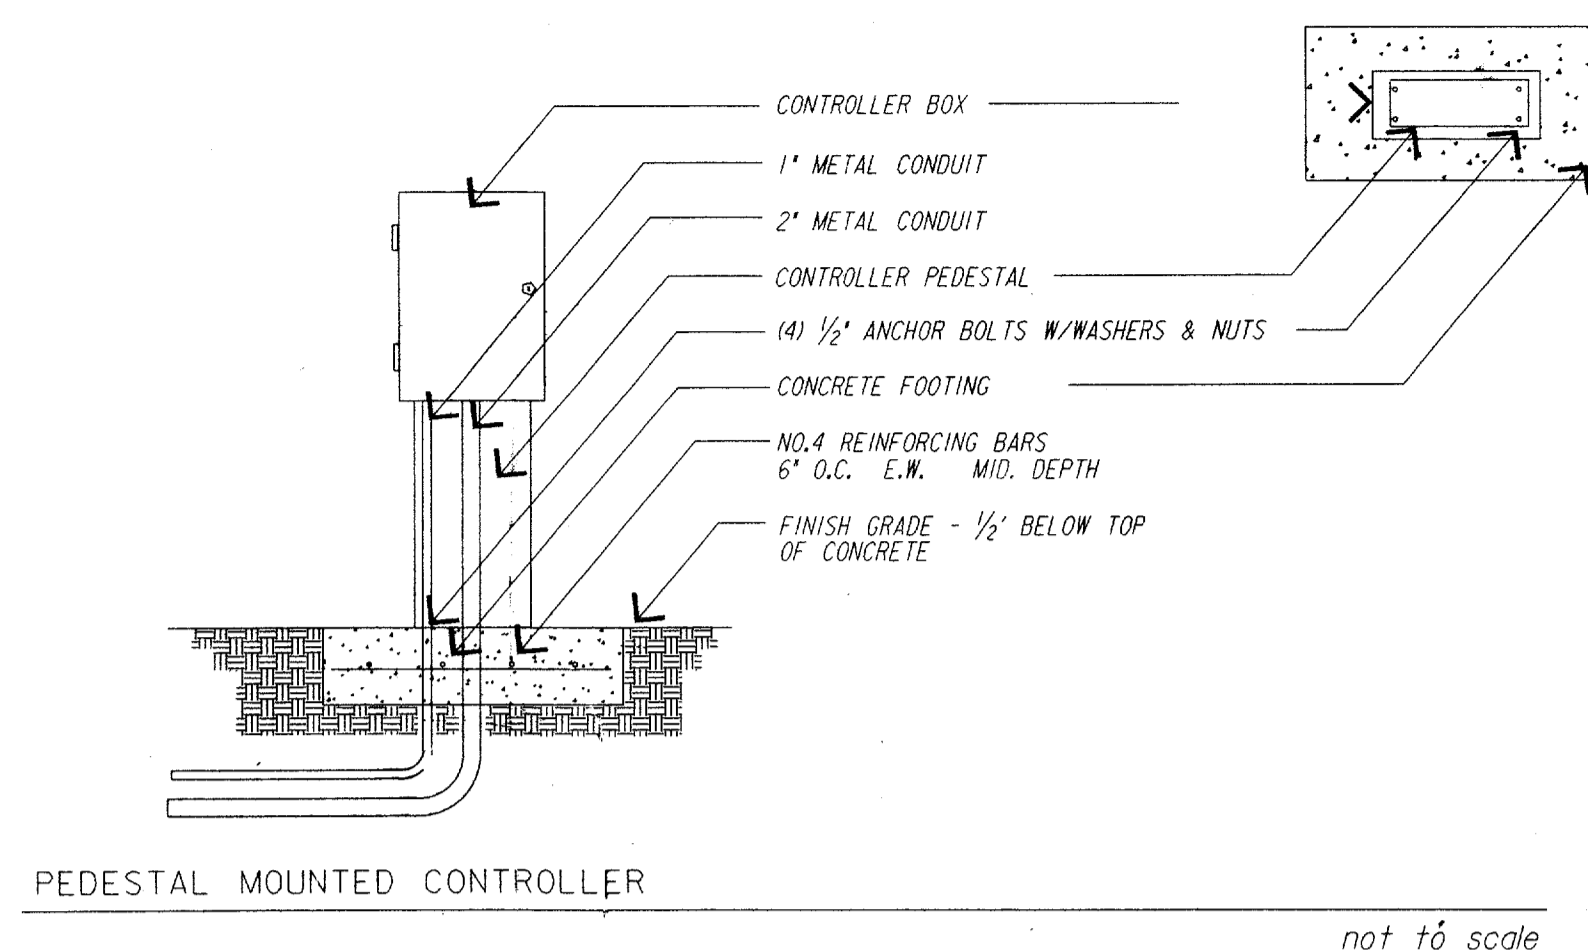 CONTROLLER BOX
1" METAL CONDUIT
2" METAL CONDUIT
CONTROLLER PEDESTAL
(4) 1/2" ANCHOR BOLTS W/WASHERS & NUTS
CONCRETE FOOTING
NO.4 REINFORCING BARS
6" O.C. E.W. MID. DEPTH
FINISH GRADE - 1/2' BELOW TOP
OF CONCRETE
PEDESTAL MOUNTED CONTROLLER
not to scale